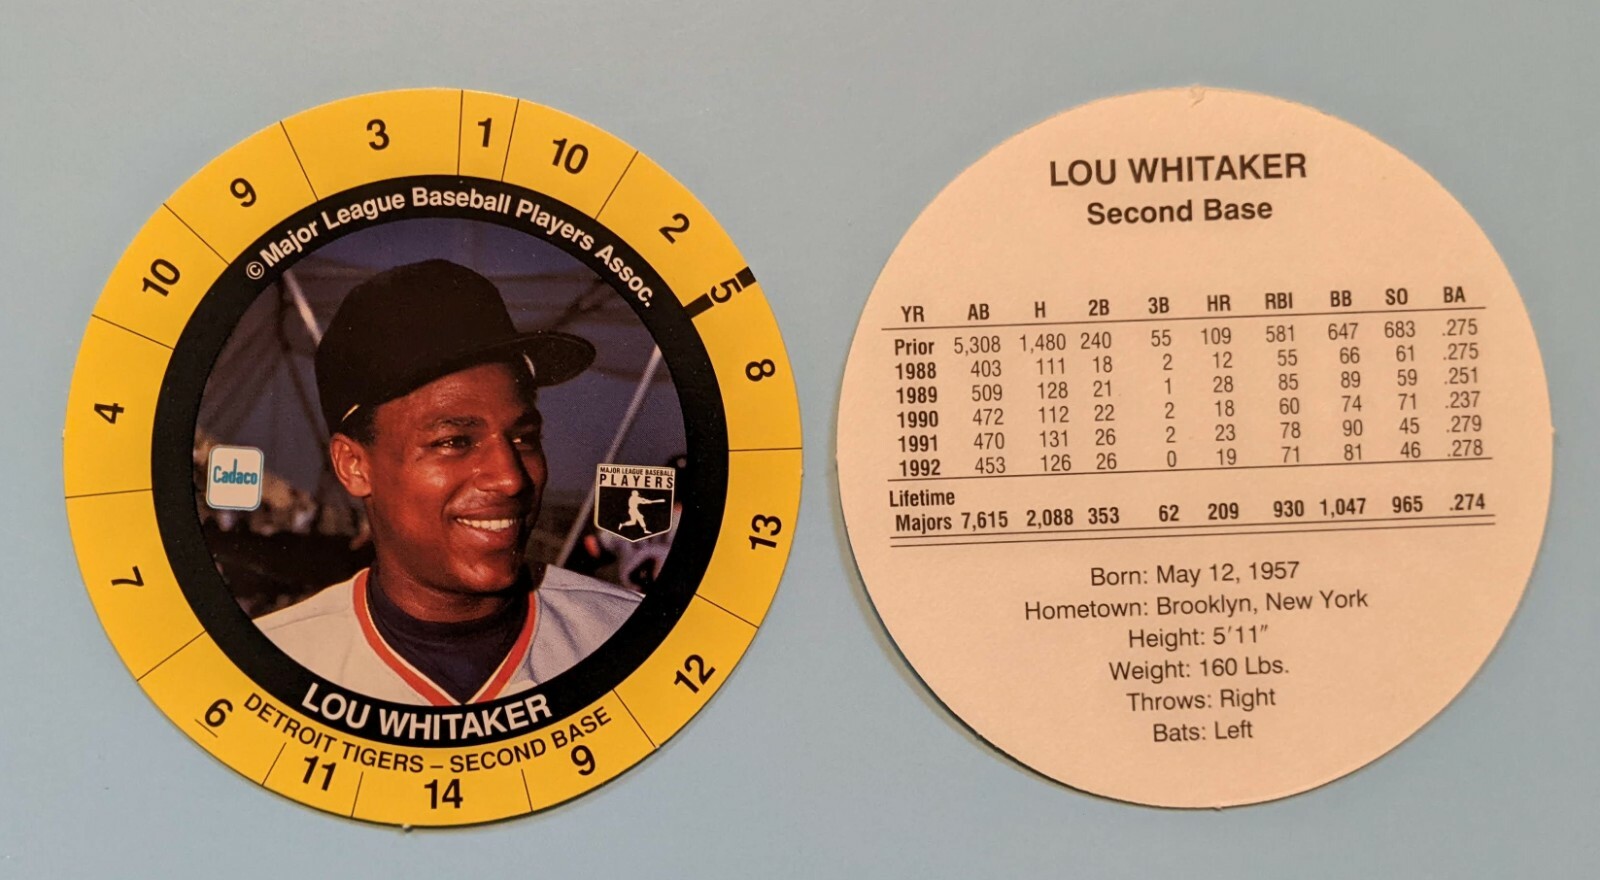 3
1
10
2
5
8
13
12
9
14
11
6
7
4
10
9
© Major League Baseball Players Assoc.
Cadaco
MAJOR LEAGUE BASEBALL
PLAYERS
LOU WHITAKER
DETROIT TIGERS – SECOND BASE
LOU WHITAKER
Second Base
YR AB H 2B 3B HR RBI BB SO BA
Prior 5,308 1,480 240 55 109 581 647 683 .275
1988 403 111 18 2 12 55 66 61 .275
1989 509 128 21 1 28 85 89 59 .251
1990 472 112 22 2 18 60 74 71 .237
1991 470 131 26 2 23 78 90 45 .279
1992 453 126 26 0 19 71 81 46 .278
Lifetime
Majors 7,615 2,088 353 62 209 930 1,047 965 .274
Born: May 12, 1957
Hometown: Brooklyn, New York
Height: 5'11"
Weight: 160 Lbs.
Throws: Right
Bats: Left